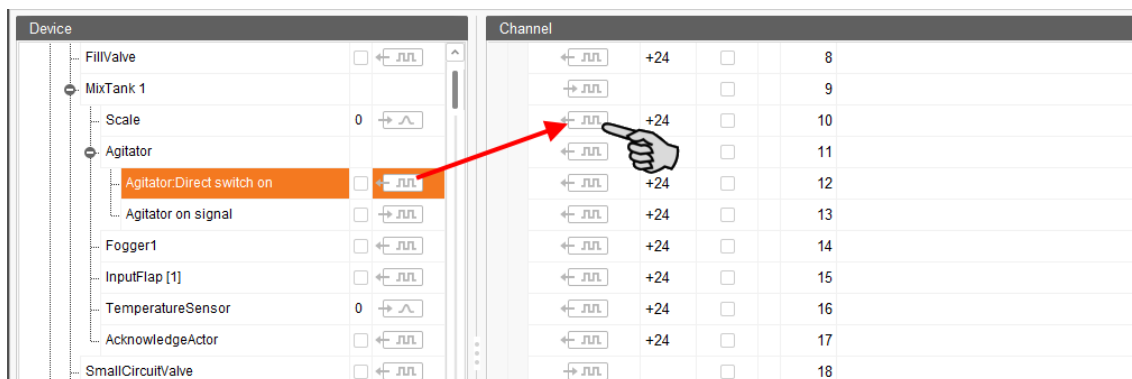 Device
FillValve
MixTank 1
Scale 0
Agitator
Agitator:Direct switch on
Agitator on signal
Fogger1
InputFlap [1]
TemperatureSensor 0
AcknowledgeActor
SmallCircuitValve
Channel
+24 8
9
+24 10
11
+24 12
+24 13
+24 14
+24 15
+24 16
+24 17
18